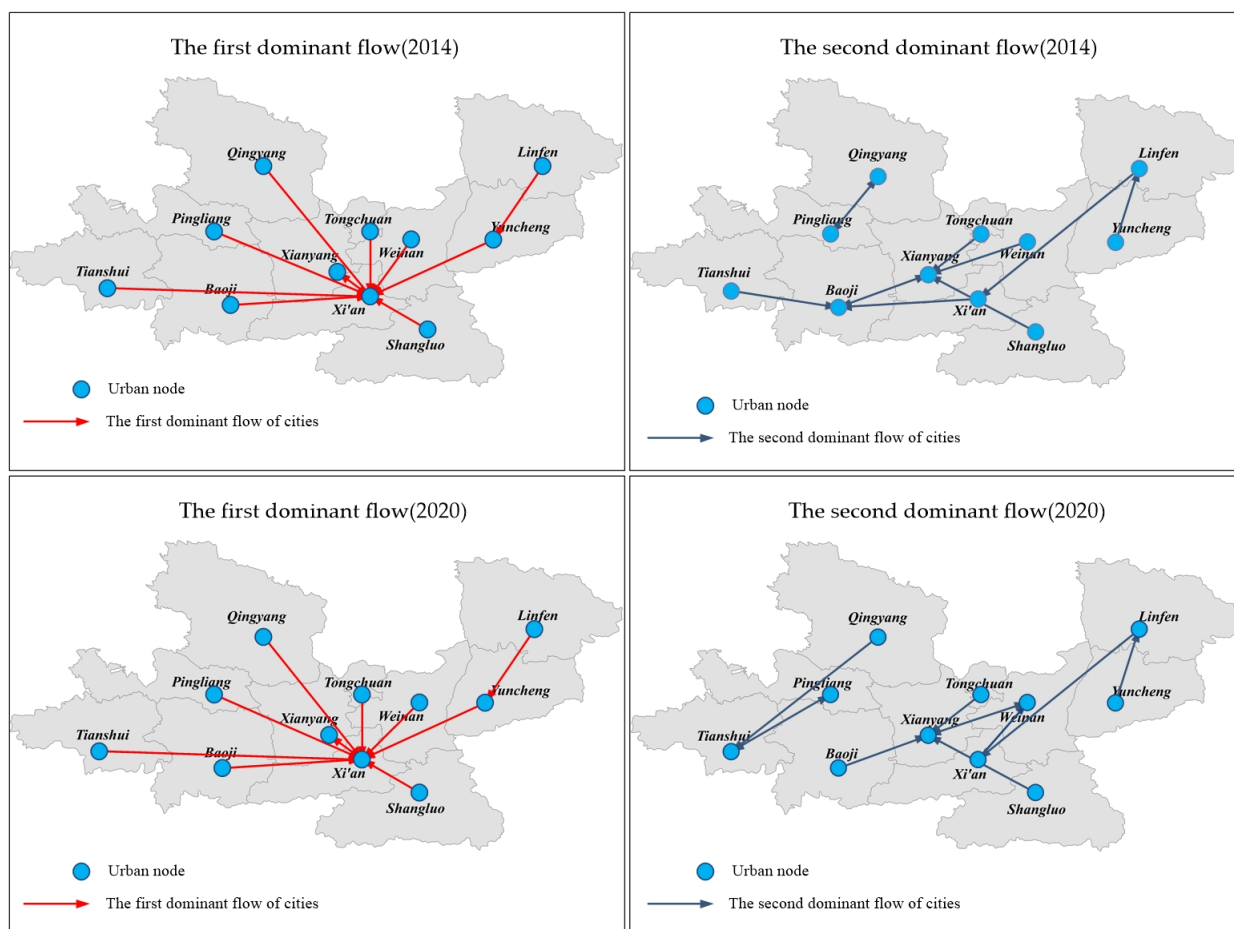 The first dominant flow(2014)
Qingyang
Linfen
Pingliang
Tongchuan
Yuncheng
Weinan
Xianyang
Tianshui
Baoji
Xi'an
Shangluo
Urban node
The first dominant flow of cities
The second dominant flow(2014)
Qingyang
Linfen
Pingliang
Tongchuan
Yuncheng
Weinan
Xianyang
Tianshui
Baoji
Xi'an
Shangluo
Urban node
The second dominant flow of cities
The first dominant flow(2020)
Qingyang
Linfen
Pingliang
Tongchuan
Yuncheng
Weinan
Xianyang
Tianshui
Baoji
Xi'an
Shangluo
Urban node
The first dominant flow of cities
The second dominant flow(2020)
Qingyang
Linfen
Pingliang
Tongchuan
Yuncheng
Weinan
Xianyang
Tianshui
Baoji
Xi'an
Shangluo
Urban node
The second dominant flow of cities